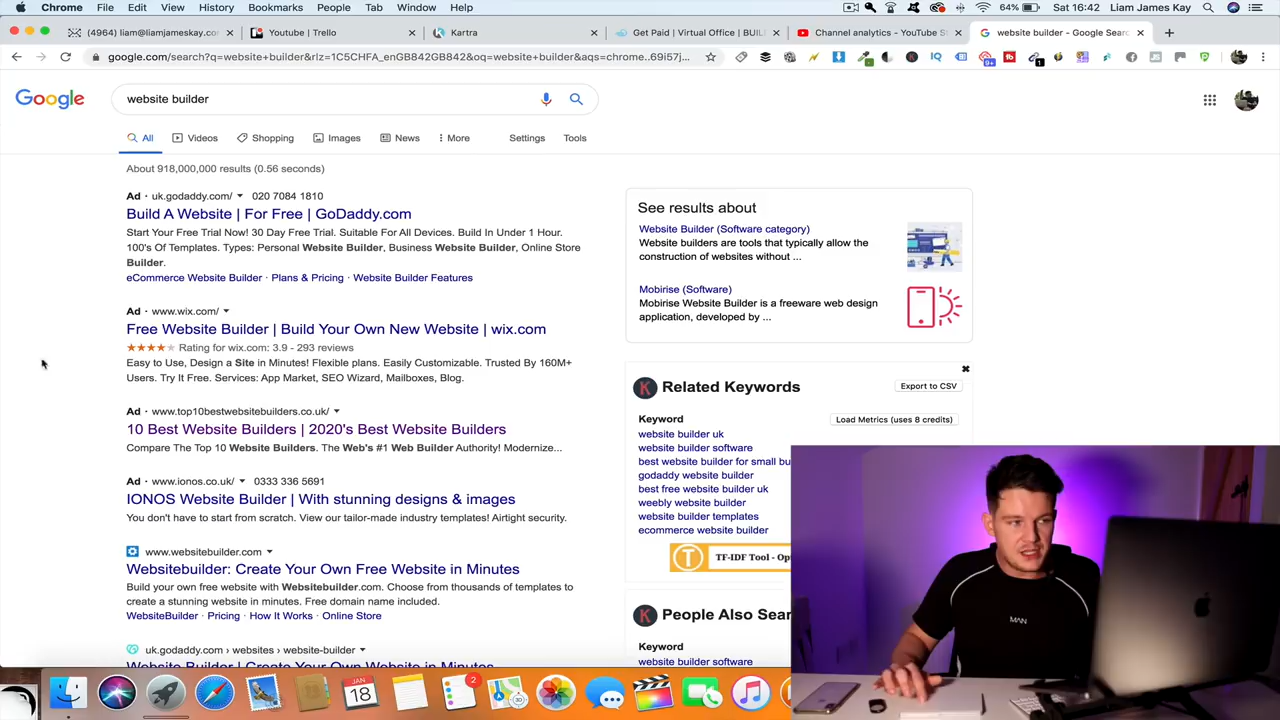 Chrome File Edit View History Bookmarks People Tab Window Help 64% Sat 16:42 Liam James Kay
(4964) liam@liamjameskay.com Youtube | Trello Kartra Get Paid | Virtual Office | BUIL Channel analytics - YouTube St website builder - Google Searc
google.com/search?q=website+builder&rlz=1C5CHFA_enGB842GB842&oq=website+builder&aqs=chrome..69i57j...
Google
website builder
All Videos Shopping Images News More Settings Tools
About 918,000,000 results (0.56 seconds)
Ad · uk.godaddy.com/ 020 7084 1810
Build A Website | For Free | GoDaddy.com
Start Your Free Trial Now! 30 Day Free Trial. Suitable For All Devices. Build In Under 1 Hour.
100's Of Templates. Types: Personal Website Builder, Business Website Builder, Online Store
Builder.
eCommerce Website Builder · Plans & Pricing · Website Builder Features
Ad · www.wix.com/
Free Website Builder | Build Your Own New Website | wix.com
Rating for wix.com: 3.9 - 293 reviews
Easy to Use, Design a Site in Minutes! Flexible plans. Easily Customizable. Trusted By 160M+
Users. Try It Free. Services: App Market, SEO Wizard, Mailboxes, Blog.
Ad · www.top10bestwebsitebuilders.co.uk/
10 Best Website Builders | 2020's Best Website Builders
Compare The Top 10 Website Builders. The Web's #1 Web Builder Authority! Modernize...
Ad · www.ionos.co.uk/ 0333 336 5691
IONOS Website Builder | With stunning designs & images
You don't have to start from scratch. View our tailor-made industry templates! Airtight security.
www.websitebuilder.com
Websitebuilder: Create Your Own Free Website in Minutes
Build your own free website with Websitebuilder.com. Choose from thousands of templates to
create a stunning website in minutes. Free domain name included.
WebsiteBuilder · Pricing · How It Works · Online Store
uk.godaddy.com › websites › website-builder
Website Builder | Create Your Own Website in Minutes
See results about
Website Builder (Software category)
Website builders are tools that typically allow the
construction of websites without ...
Mobirise (Software)
Mobirise Website Builder is a freeware web design
application, developed by ...
K Related Keywords Export to CSV
Keyword Load Metrics (uses 8 credits)
website builder uk
website builder software
best website builder for small bu
godaddy website builder
best free website builder uk
weebly website builder
website builder templates
ecommerce website builder
T TF-IDF Tool - Op
K People Also Sear
Keyword
website builder software
MAN
JAN
18
2